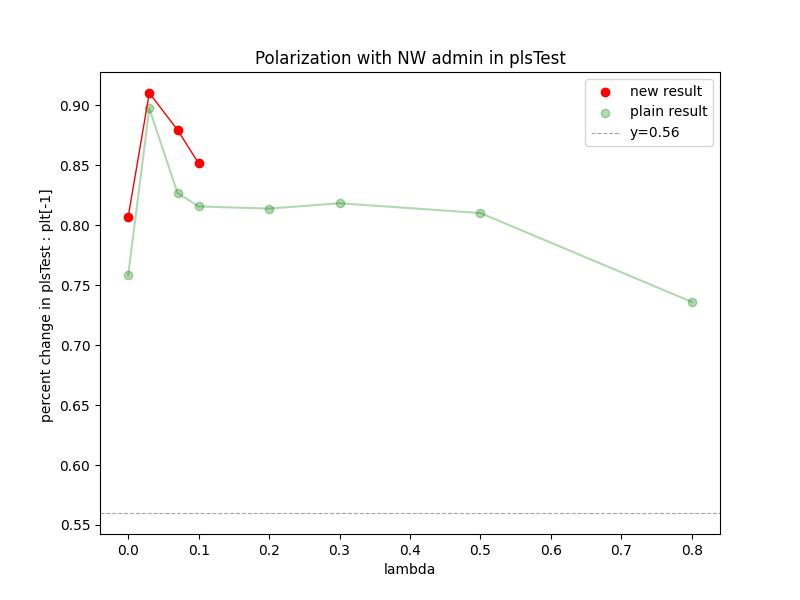 Polarization with NW admin in plsTest
new result
plain result
y=0.56
percent change in plsTest : plt[-1]
0.90
0.85
0.80
0.75
0.70
0.65
0.60
0.55
0.0 0.1 0.2 0.3 0.4 0.5 0.6 0.7 0.8
lambda